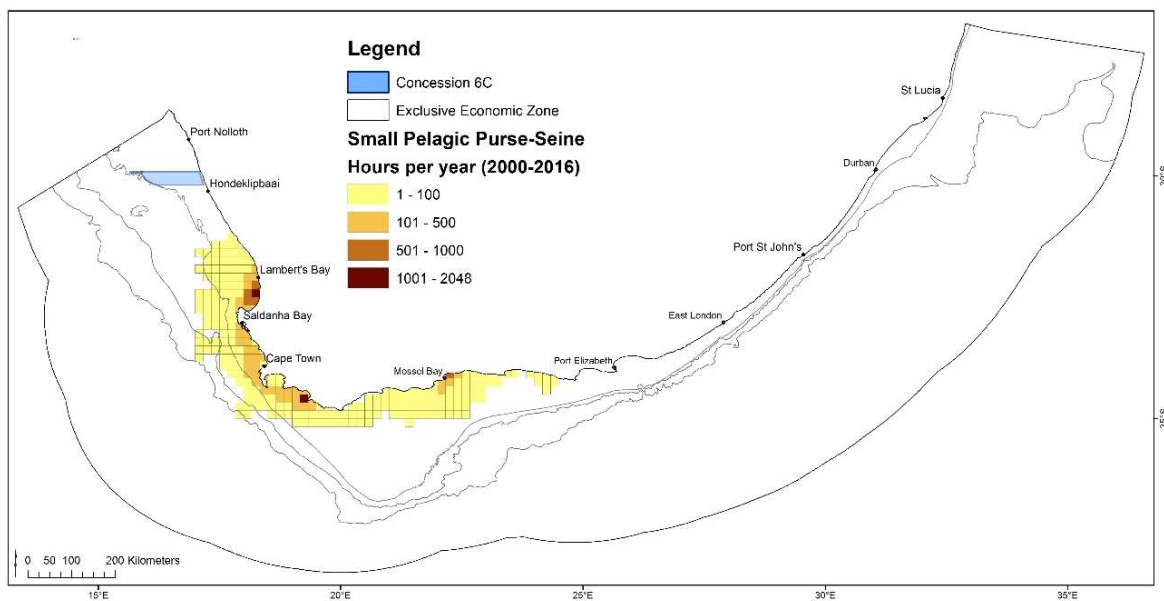 Legend
Concession 6C
Exclusive Economic Zone
Small Pelagic Purse-Seine
Hours per year (2000-2016)
1 - 100
101 - 500
501 - 1000
1001 - 2048
St Lucia
Port Nolloth
Durban
Hondeklipbaai
Port St John's
Lambert's Bay
Saldanha Bay
East London
Cape Town
Port Elizabeth
Mossol Bay
0 50 100 200 Kilometers
15°E 20°E 25°E 30°E 35°E